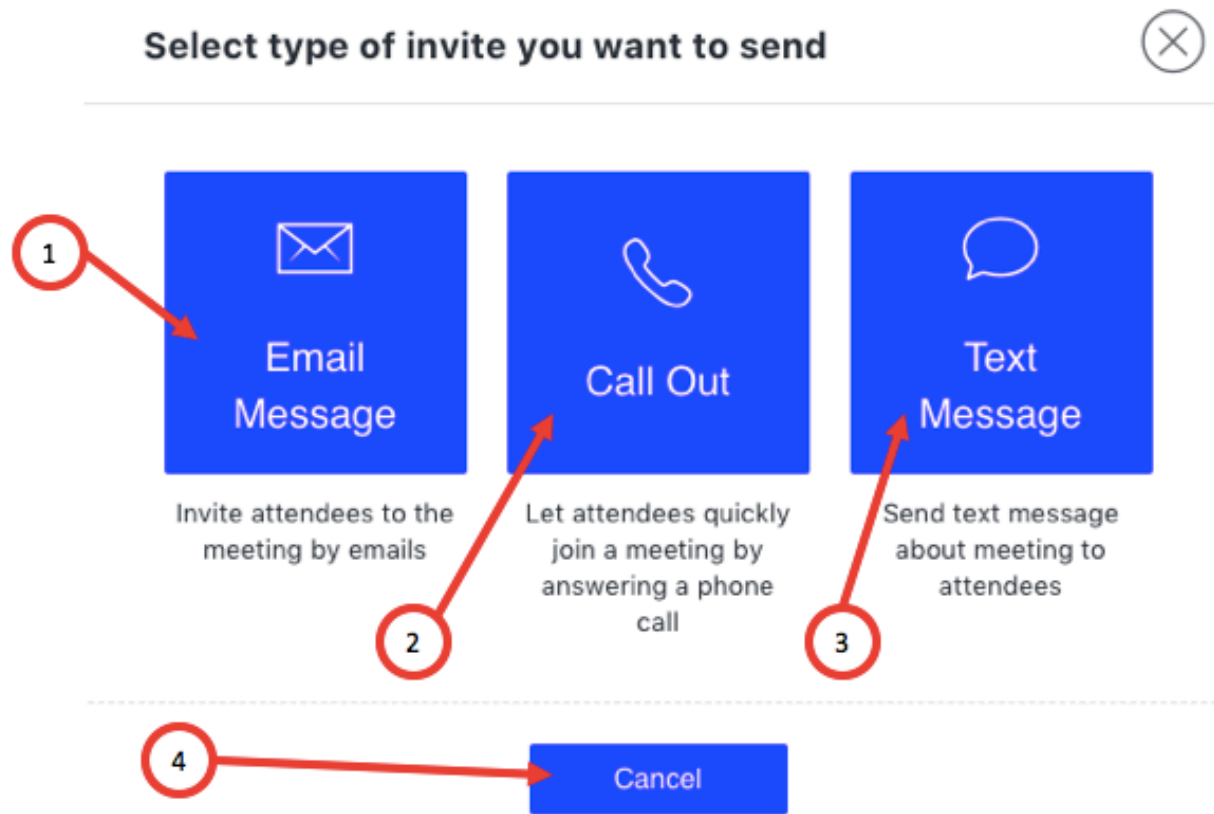 Select type of invite you want to send
1
Email
Message
Call Out
Text
Message
Invite attendees to the
meeting by emails
Let attendees quickly
join a meeting by
answering a phone
call
Send text message
about meeting to
attendees
2
3
4
Cancel